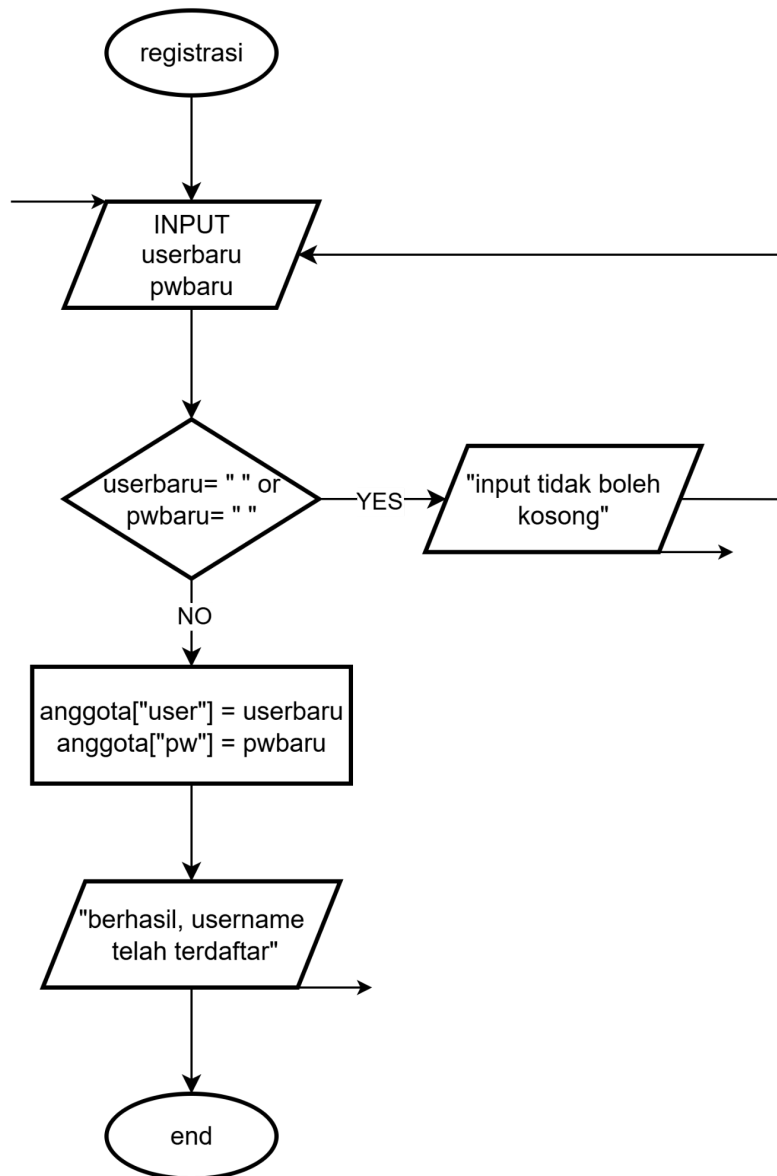 registrasi
INPUT
userbaru
pwbaru
userbaru= " " or
pwbaru= " "
YES
"input tidak boleh
kosong"
NO
anggota["user"] = userbaru
anggota["pw"] = pwbaru
"berhasil, username
telah terdaftar"
end